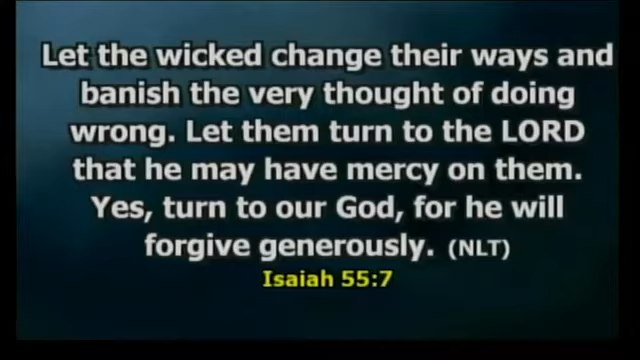 Let the wicked change their ways and
banish the very thought of doing
wrong. Let them turn to the LORD
that he may have mercy on them.
Yes, turn to our God, for he will
forgive generously. (NLT)
Isaiah 55:7